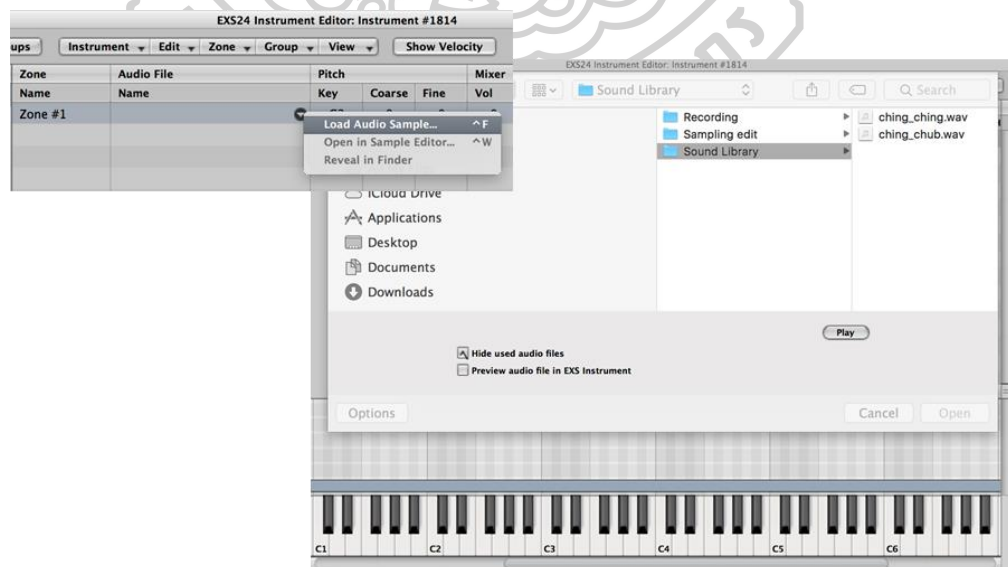 EXS24 Instrument Editor: Instrument #1814
ups Instrument Edit Zone Group View Show Velocity
Zone Audio File Pitch Mixer
Name Name Key Coarse Fine Vol
Zone #1
Load Audio Sample... ^F
Open in Sample Editor... ^W
Reveal in Finder
EXS24 Instrument Editor: Instrument #1814
Sound Library Search
Recording ching_ching.wav
Sampling edit ching_chub.wav
Sound Library
iCloud Drive
Applications
Desktop
Documents
Downloads
Play
Hide used audio files
Preview audio file in EXS Instrument
Options Cancel Open
C1 C2 C3 C4 C5 C6